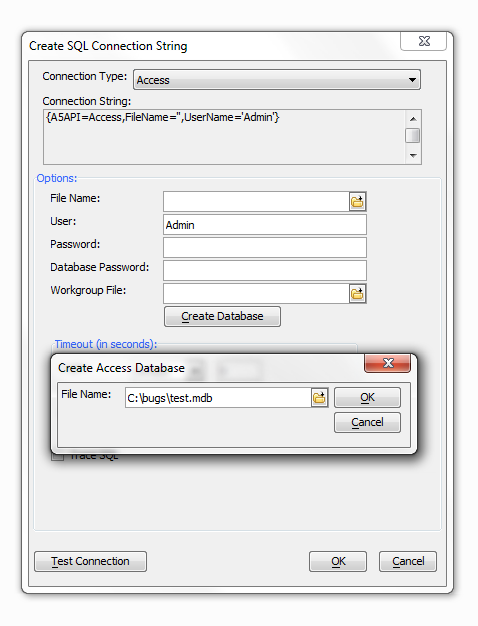 Create SQL Connection String
Connection Type: Access
Connection String:
{A5API=Access,FileName='',UserName='Admin'}
Options:
File Name:
User: Admin
Password:
Database Password:
Workgroup File:
Create Database
Timeout (in seconds):
Create Access Database
File Name: C:\bugs\test.mdb
OK
Cancel
Trace SQL
Test Connection OK Cancel